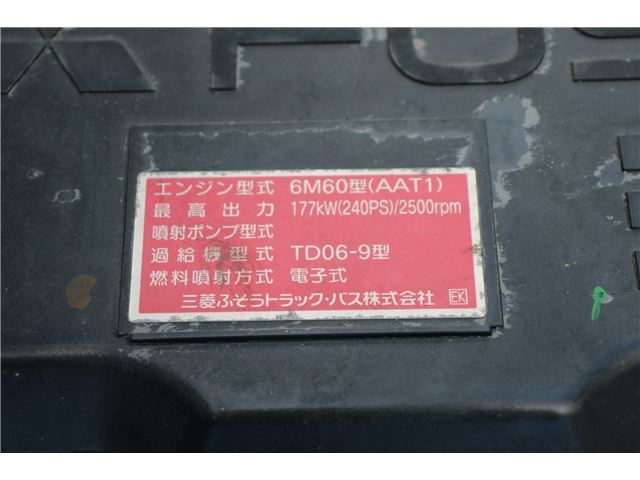 FUS
エンジン型式 6M60型(AAT1)
最高出力 177kW(240PS)/2500rpm
噴射ポンプ型式
過給機型式 TD06-9型
燃料噴射方式 電子式
三菱ふそうトラック・バス株式会社 EK